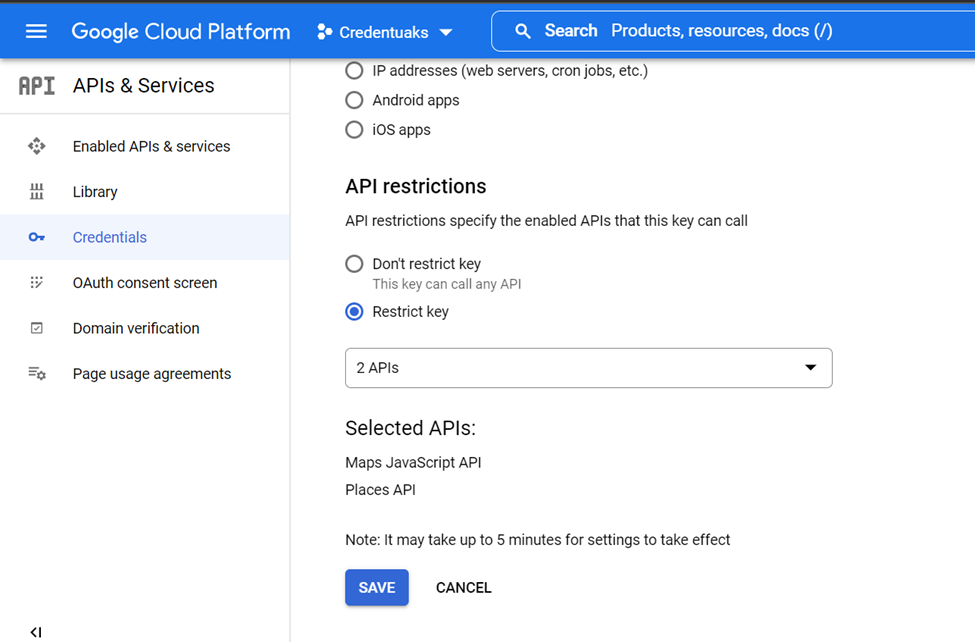 Google Cloud Platform
Credentuaks
Search Products, resources, docs (/)
API APIs & Services
Enabled APIs & services
Library
Credentials
OAuth consent screen
Domain verification
Page usage agreements
IP addresses (web servers, cron jobs, etc.)
Android apps
iOS apps
API restrictions
API restrictions specify the enabled APIs that this key can call
Don't restrict key
This key can call any API
Restrict key
2 APIs
Selected APIs:
Maps JavaScript API
Places API
Note: It may take up to 5 minutes for settings to take effect
SAVE CANCEL